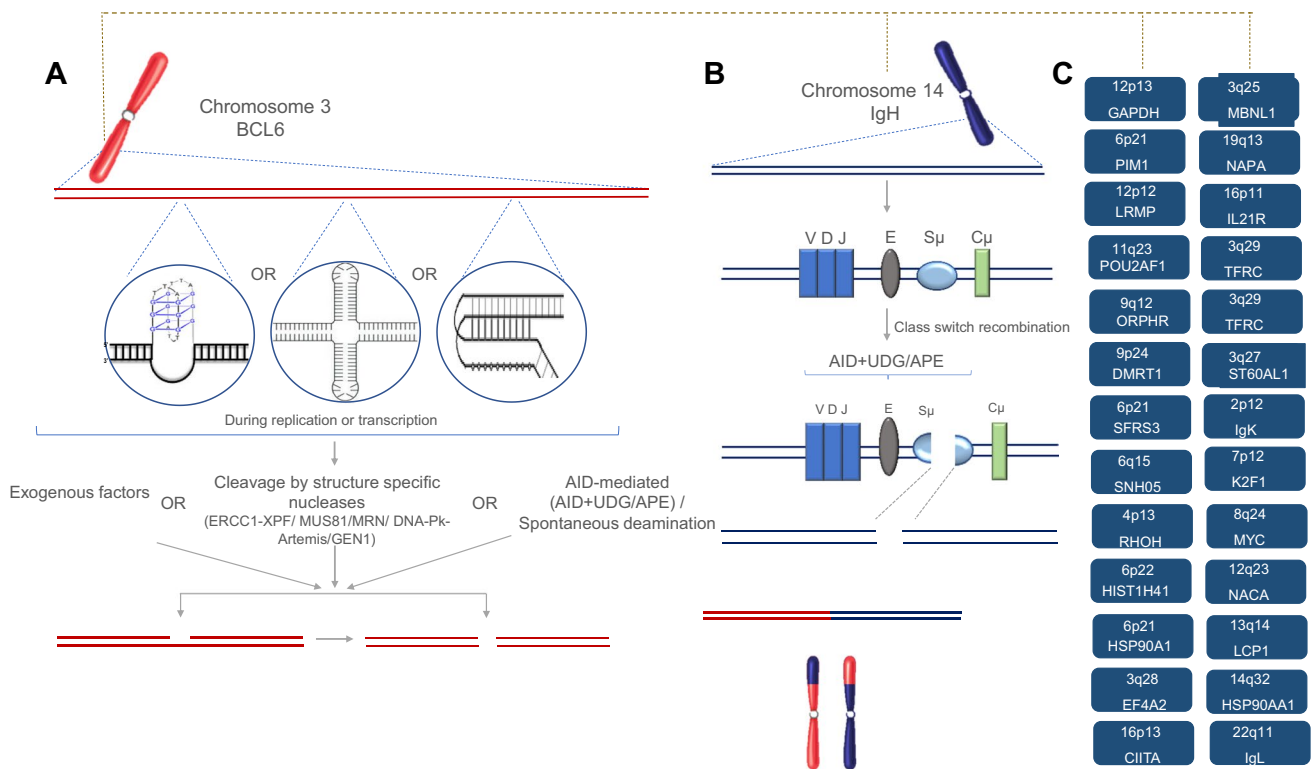 A
Chromosome 3
BCL6
OR
OR
5'
3'
During replication or transcription
Exogenous factors
OR
Cleavage by structure specific
nucleases
(ERCC1-XPF/ MUS81/MRN/ DNA-Pk-
Artemis/GEN1)
OR
AID-mediated
(AID+UDG/APE) /
Spontaneous deamination
B
Chromosome 14
IgH
V D J
E
Sμ
Cμ
Class switch recombination
AID+UDG/APE
V D J
E
Sμ
Cμ
C
12p13
GAPDH
3q25
MBNL1
6p21
PIM1
19q13
NAPA
12p12
LRMP
16p11
IL21R
11q23
POU2AF1
3q29
TFRC
9q12
ORPHR
3q29
TFRC
9p24
DMRT1
3q27
ST60AL1
6p21
SFRS3
2p12
IgK
6q15
SNH05
7p12
K2F1
4p13
RHOH
8q24
MYC
6p22
HIST1H41
12q23
NACA
6p21
HSP90A1
13q14
LCP1
3q28
EF4A2
14q32
HSP90AA1
16p13
CIITA
22q11
IgL